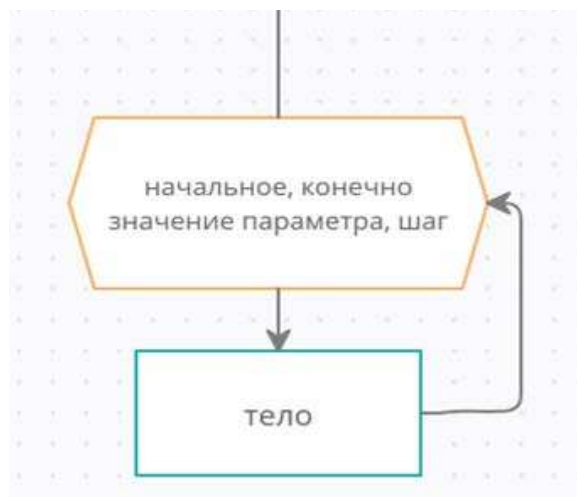 начальное, конечно
значение параметра, шаг
тело